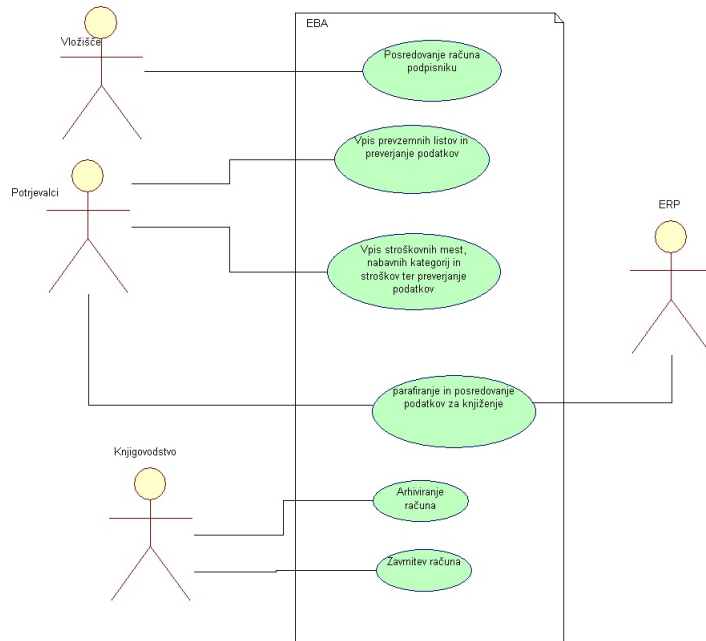 EBA
Vložišče
Posredovanje računa
podpisniku
Vpis prevzemnih listov in
preverjanje podatkov
Potrjevalci
ERP
Vpis stroškovnih mest,
nabavnih kategorij in
stroškov ter preverjanje
podatkov
parafiranje in posredovanje
podatkov za knjiženje
Knjigovodstvo
Arhiviranje
računa
Zavrnitev računa